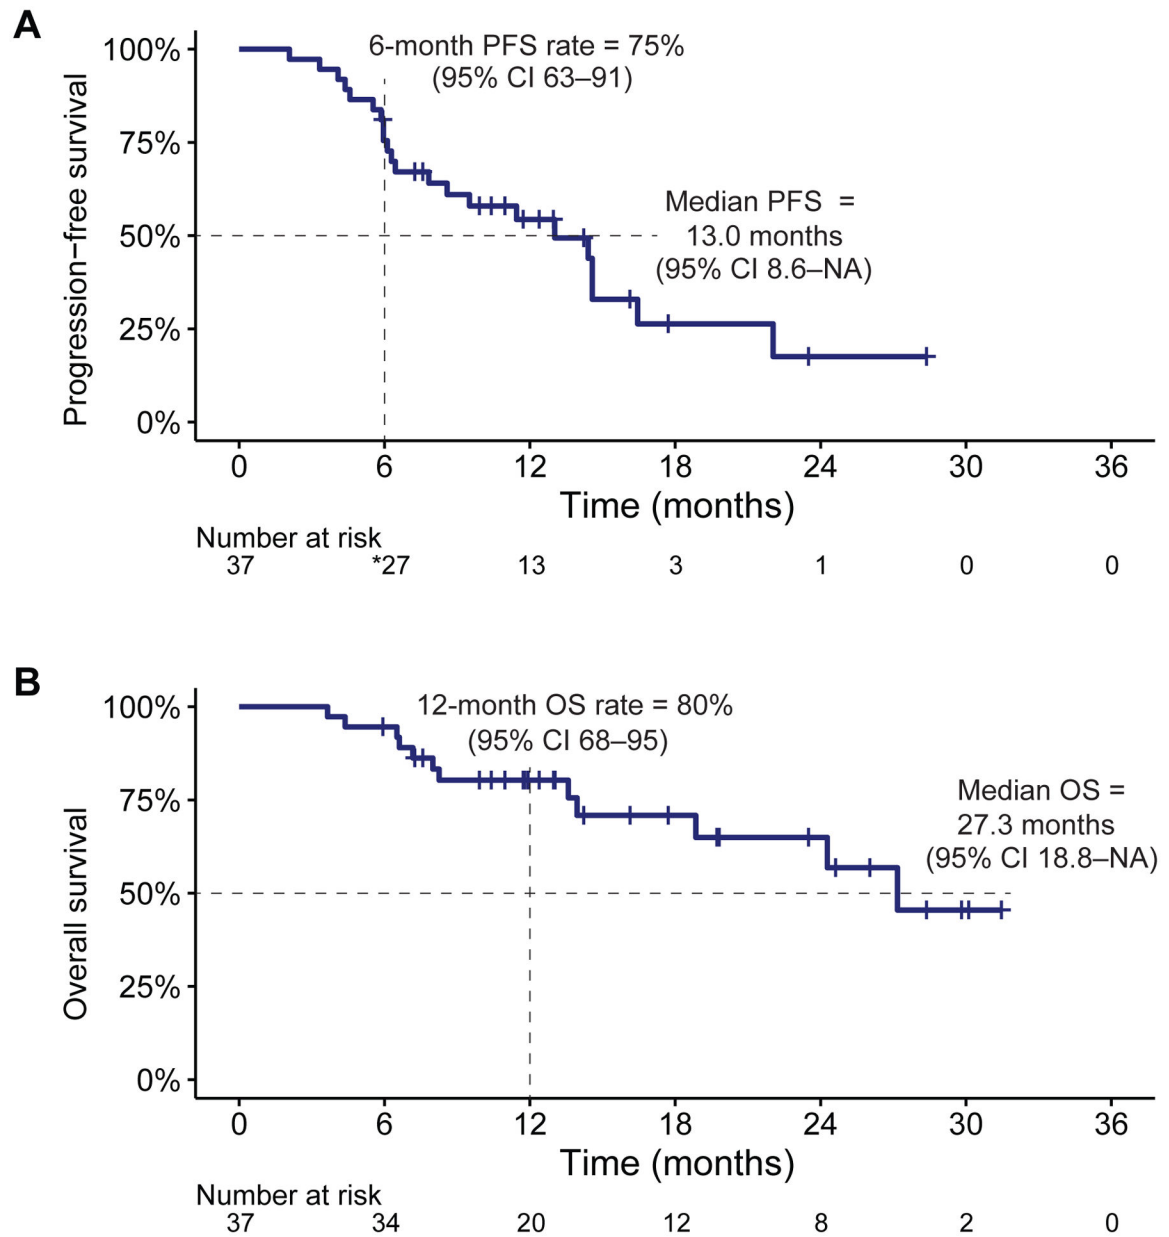 A
6-month PFS rate = 75%
(95% CI 63–91)
100%
75%
50%
25%
0%
Progression−free survival
Median PFS =
13.0 months
(95% CI 8.6–NA)
0 6 12 18 24 30 36
Time (months)
Number at risk
37 *27 13 3 1 0 0
B
12-month OS rate = 80%
(95% CI 68–95)
100%
75%
50%
25%
0%
Overall survival
Median OS =
27.3 months
(95% CI 18.8–NA)
0 6 12 18 24 30 36
Time (months)
Number at risk
37 34 20 12 8 2 0